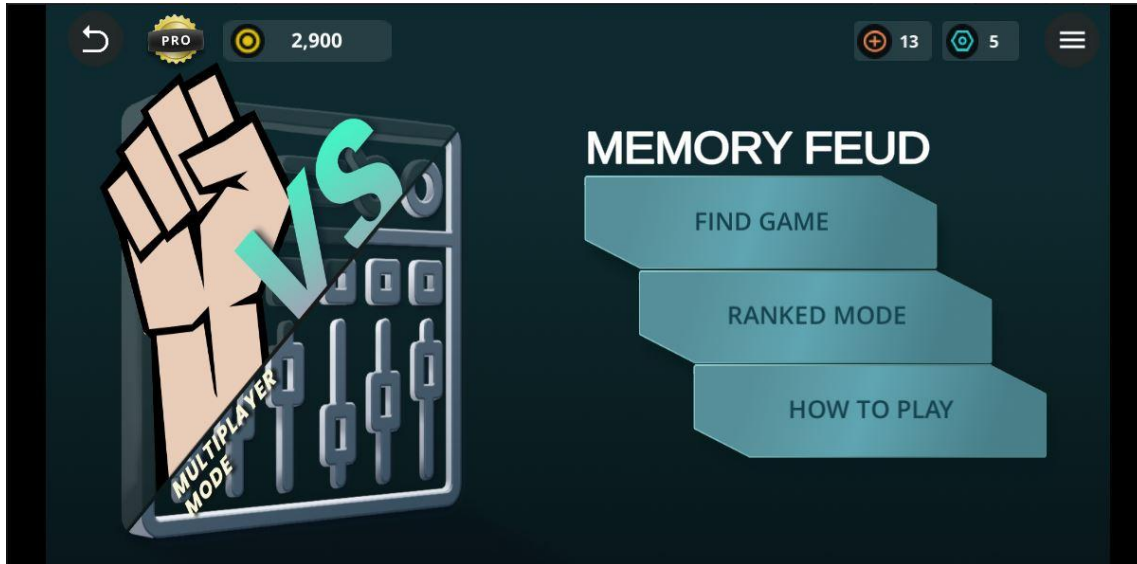 PRO
2,900
13
5
VS
MULTIPLAYER
MODE
MEMORY FEUD
FIND GAME
RANKED MODE
HOW TO PLAY